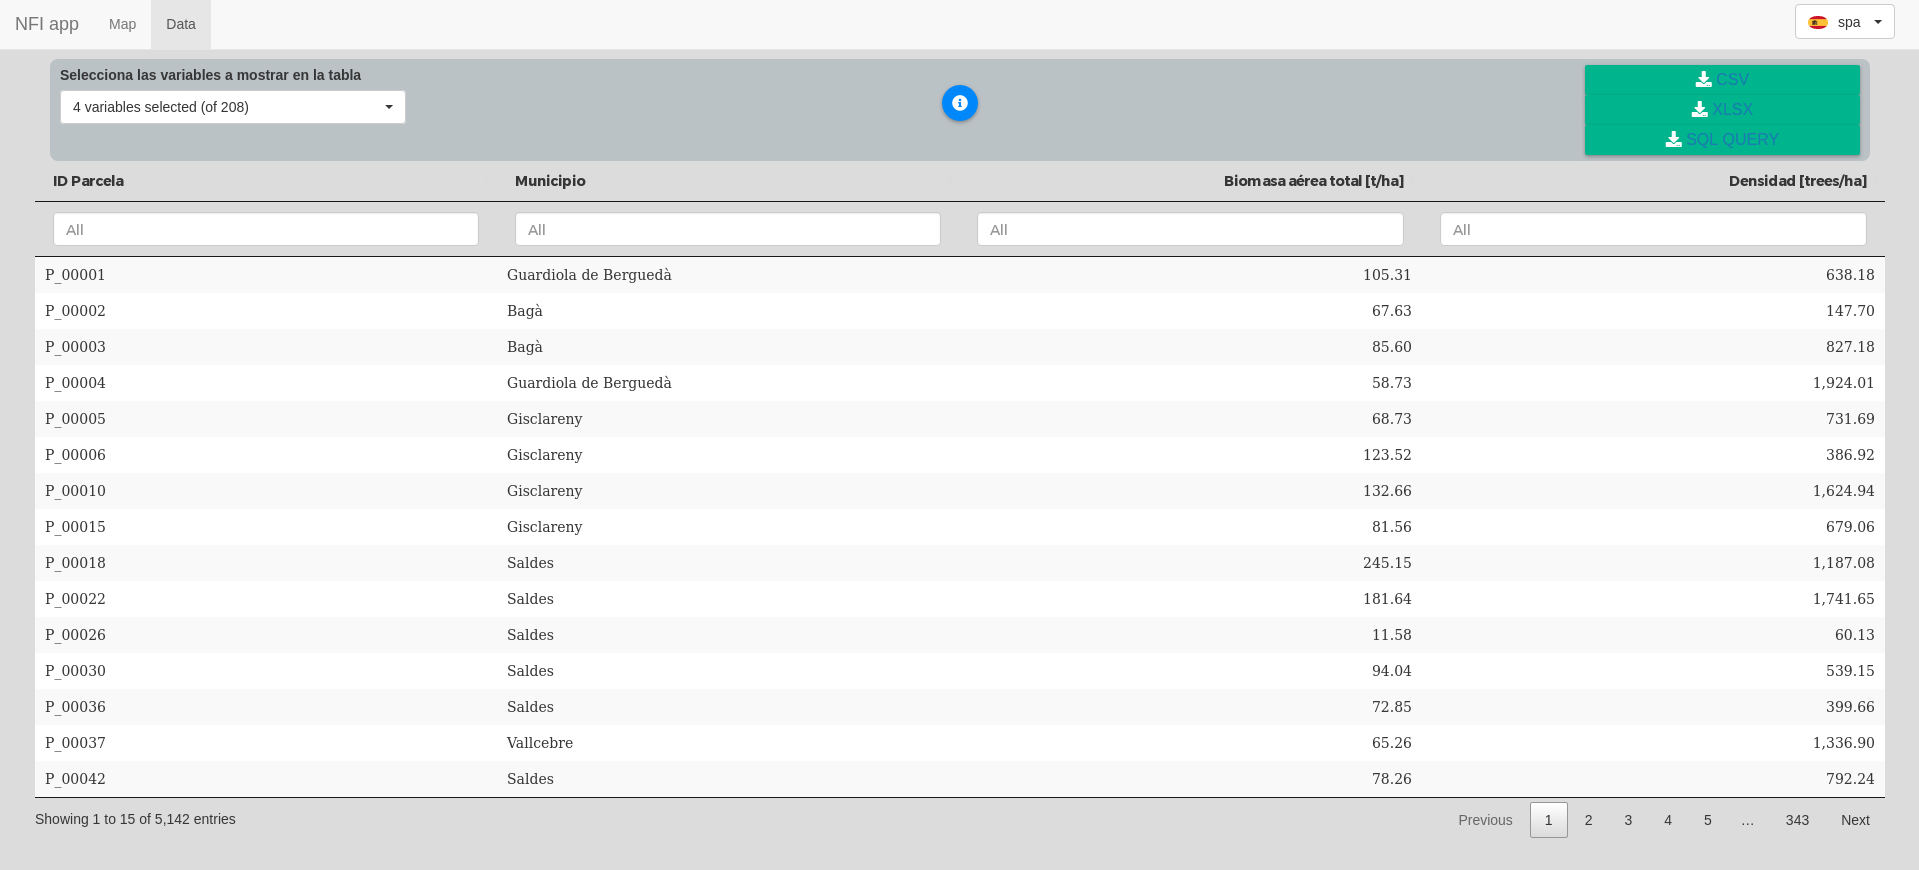 NFI app Map Data spa
Selecciona las variables a mostrar en la tabla
4 variables selected (of 208)
CSV
XLSX
SQL QUERY
ID Parcela Municipio Biomasa aérea total [t/ha] Densidad [trees/ha]
All All All All
P_00001 Guardiola de Berguedà 105.31 638.18
P_00002 Bagà 67.63 147.70
P_00003 Bagà 85.60 827.18
P_00004 Guardiola de Berguedà 58.73 1,924.01
P_00005 Gisclareny 68.73 731.69
P_00006 Gisclareny 123.52 386.92
P_00010 Gisclareny 132.66 1,624.94
P_00015 Gisclareny 81.56 679.06
P_00018 Saldes 245.15 1,187.08
P_00022 Saldes 181.64 1,741.65
P_00026 Saldes 11.58 60.13
P_00030 Saldes 94.04 539.15
P_00036 Saldes 72.85 399.66
P_00037 Vallcebre 65.26 1,336.90
P_00042 Saldes 78.26 792.24
Showing 1 to 15 of 5,142 entries Previous 1 2 3 4 5 … 343 Next